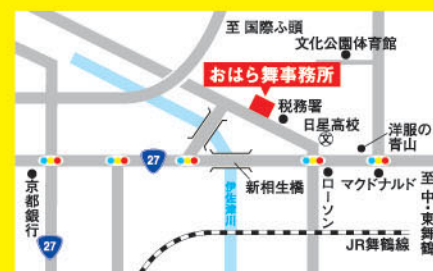 至 国際ふ頭
文化公園体育館
おはら舞事務所
税務署
日星高校
洋服の
青山
27
新相生橋
京都銀行
伊佐津川
ローソン
マクドナルド
至 中・東舞鶴
27
JR舞鶴線